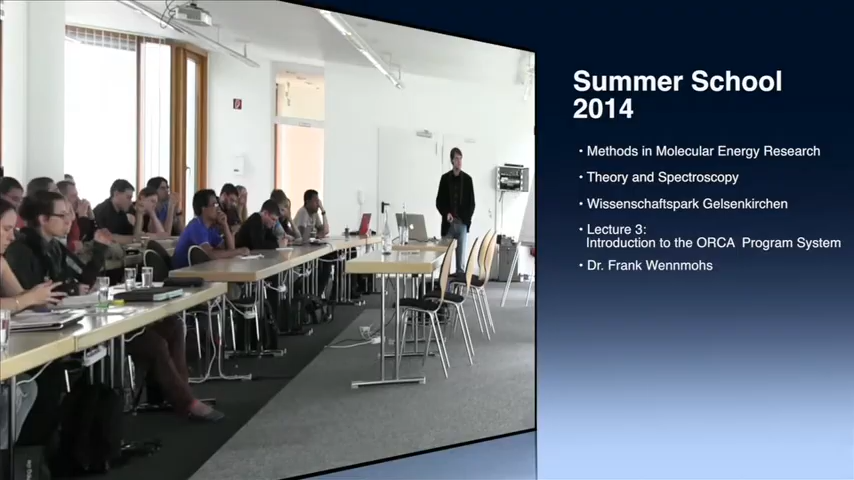 Summer School
2014
• Methods in Molecular Energy Research
• Theory and Spectroscopy
• Wissenschaftspark Gelsenkirchen
• Lecture 3:
Introduction to the ORCA Program System
• Dr. Frank Wennmohs